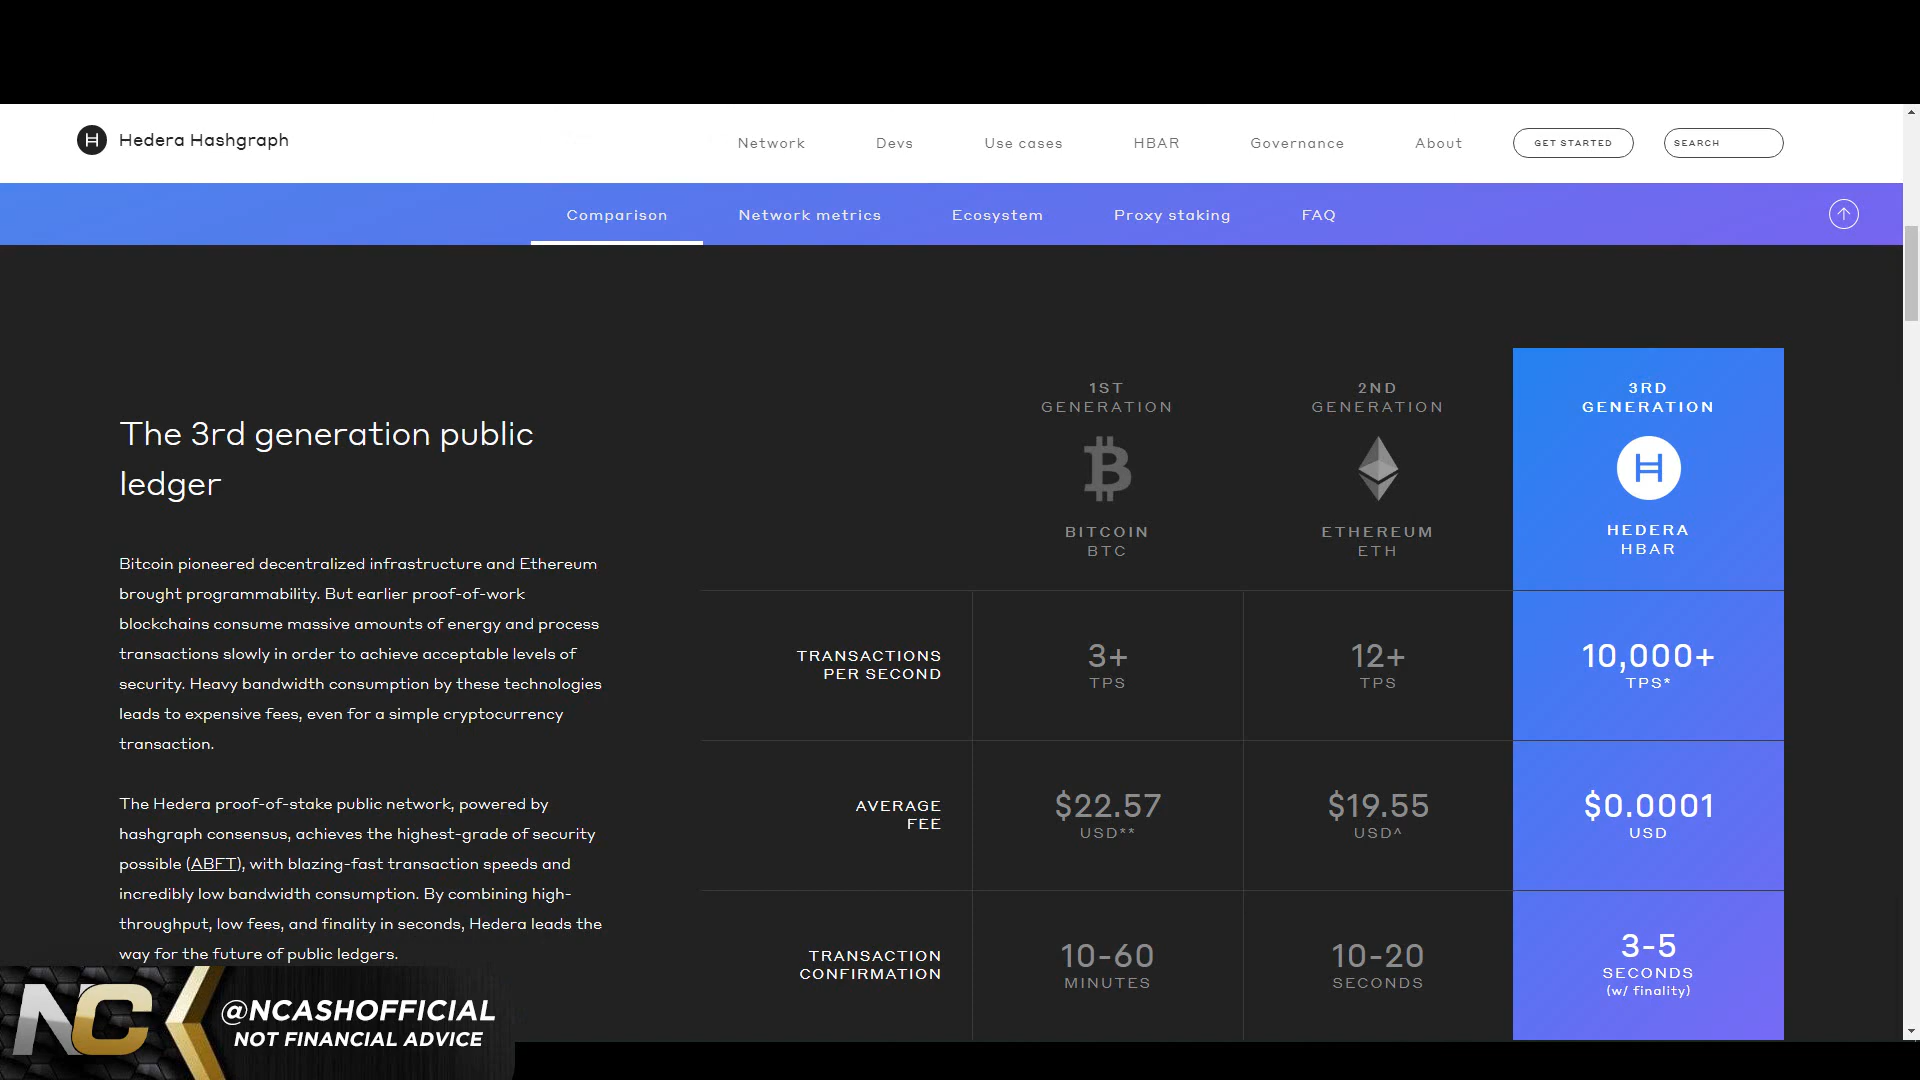 Hedera Hashgraph
Network
Devs
Use cases
HBAR
Governance
About
GET STARTED
SEARCH
Comparison
Network metrics
Ecosystem
Proxy staking
FAQ
The 3rd generation public
ledger
Bitcoin pioneered decentralized infrastructure and Ethereum
brought programmability. But earlier proof-of-work
blockchains consume massive amounts of energy and process
transactions slowly in order to achieve acceptable levels of
security. Heavy bandwidth consumption by these technologies
leads to expensive fees, even for a simple cryptocurrency
transaction.
The Hedera proof-of-stake public network, powered by
hashgraph consensus, achieves the highest-grade of security
possible (ABFT), with blazing-fast transaction speeds and
incredibly low bandwidth consumption. By combining high-
throughput, low fees, and finality in seconds, Hedera leads the
way for the future of public ledgers.
1ST
GENERATION
BITCOIN
BTC
2ND
GENERATION
ETHEREUM
ETH
3RD
GENERATION
HEDERA
HBAR
TRANSACTIONS
PER SECOND
3+
TPS
12+
TPS
10,000+
TPS*
AVERAGE
FEE
$22.57
USD**
$19.55
USD^
$0.0001
USD
TRANSACTION
CONFIRMATION
10-60
MINUTES
10-20
SECONDS
3-5
SECONDS
(w/ finality)
NC
@NCASHOFFICIAL
NOT FINANCIAL ADVICE